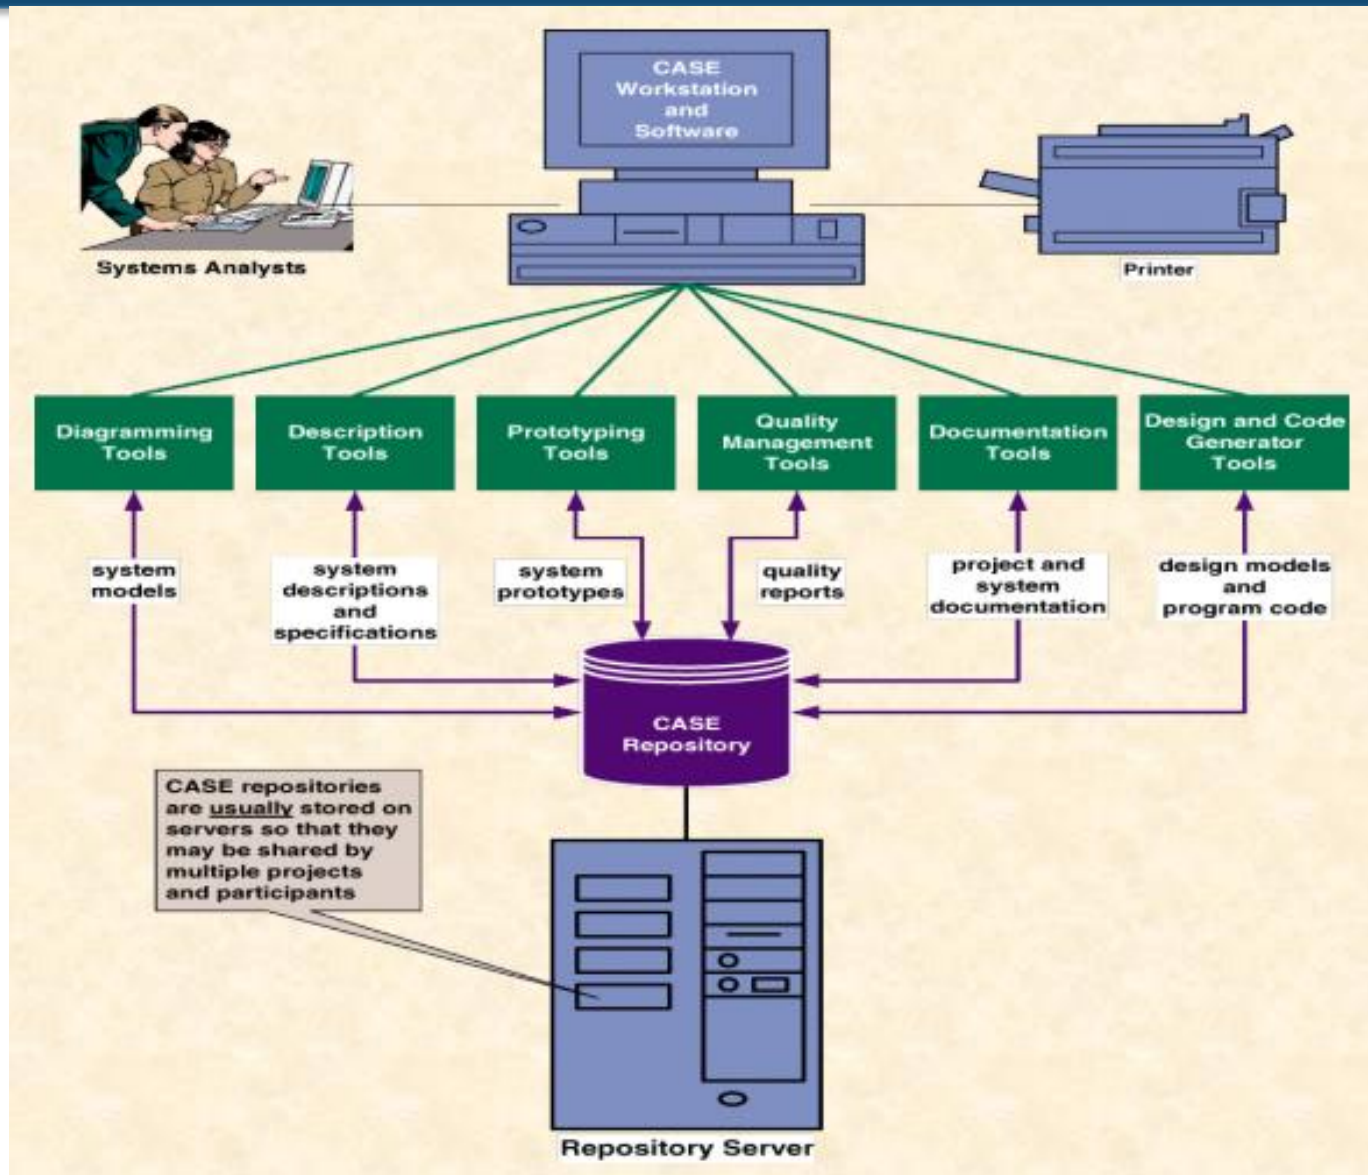 CASE
Workstation
and
Software
Systems Analysts
Printer
Diagramming
Tools
Description
Tools
Prototyping
Tools
Quality
Management
Tools
Documentation
Tools
Design and Code
Generator
Tools
system
models
system
descriptions
and
specifications
system
prototypes
quality
reports
project and
system
documentation
design models
and
program code
CASE
Repository
CASE repositories
are usually stored on
servers so that they
may be shared by
multiple projects
and participants
Repository Server